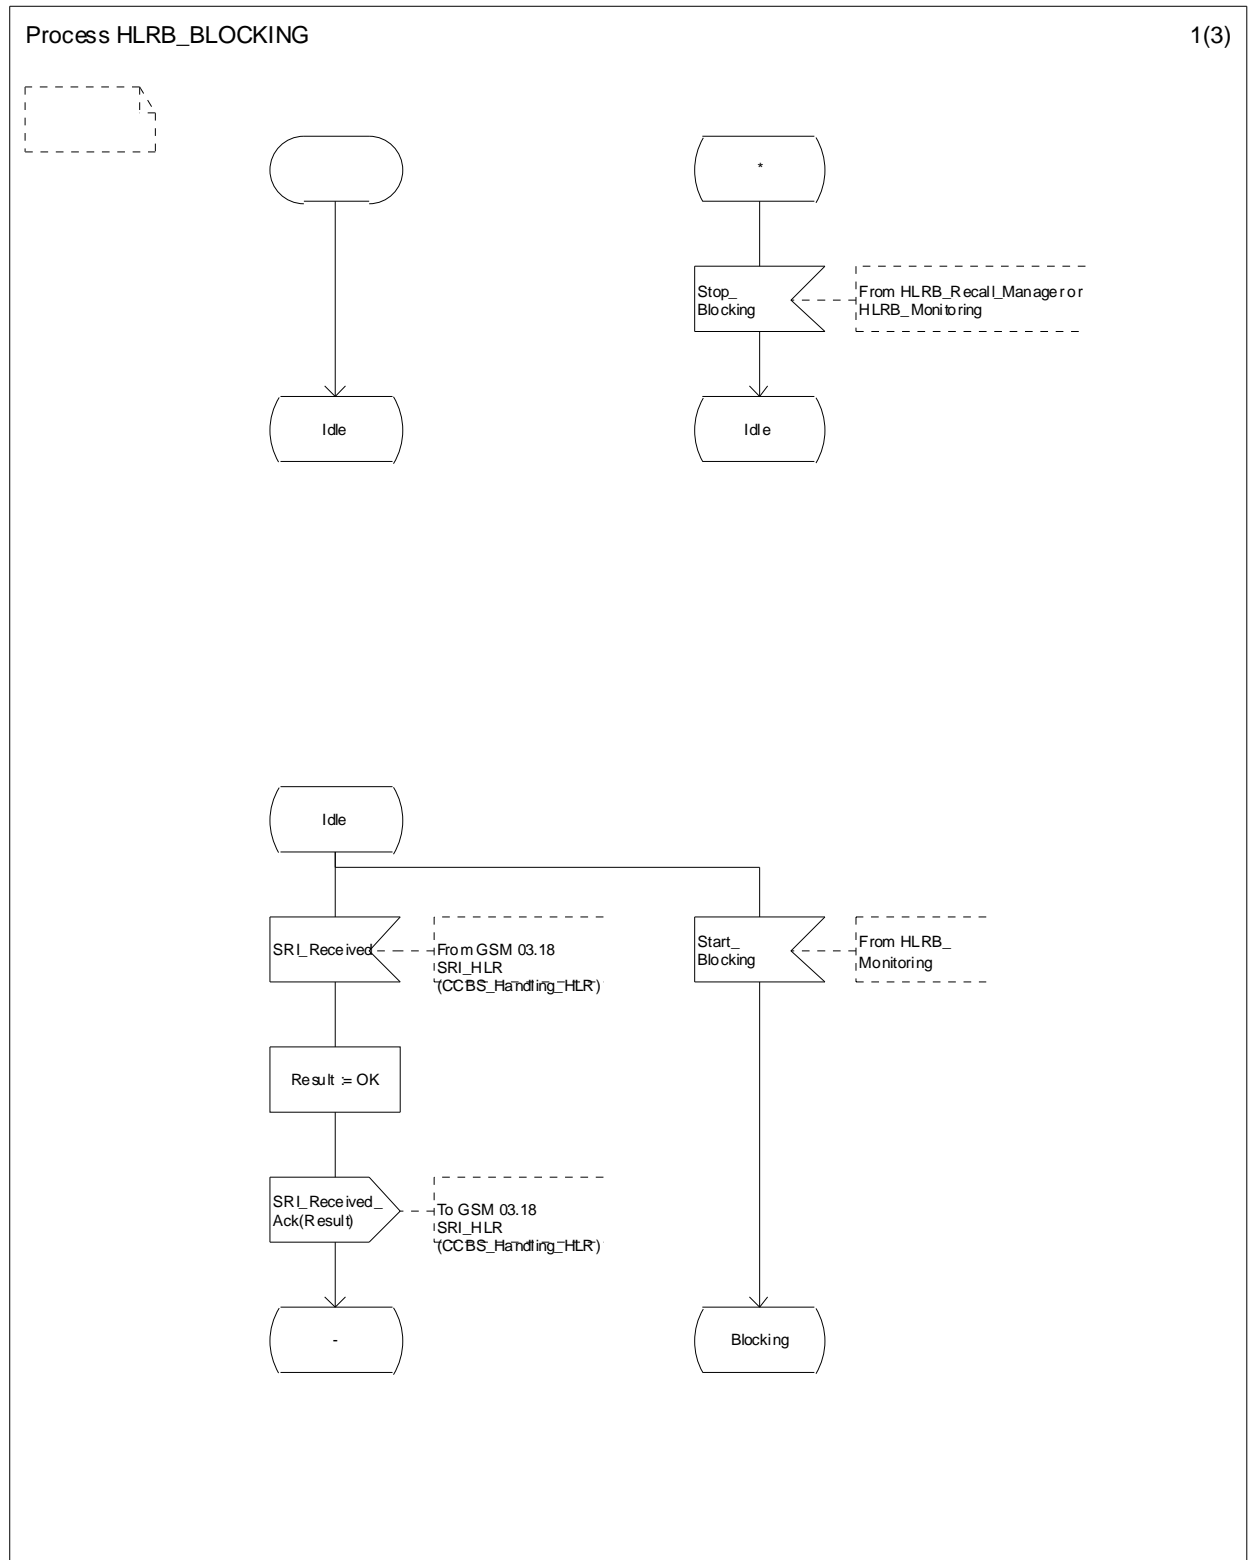 Process HLRB_BLOCKING
1(3)
*
Stop_
Blocking
From HLRB_Recall_Manager or
HLRB_Monitoring
Idle
Idle
Idle
SRI_Received
From GSM 03.18
SRI_HLR
(CCBS_Handling_HLR)
Start_
Blocking
From HLRB_
Monitoring
Result := OK
SRI_Received_
Ack(Result)
To GSM 03.18
SRI_HLR
(CCBS_Handling_HLR)
-
Blocking